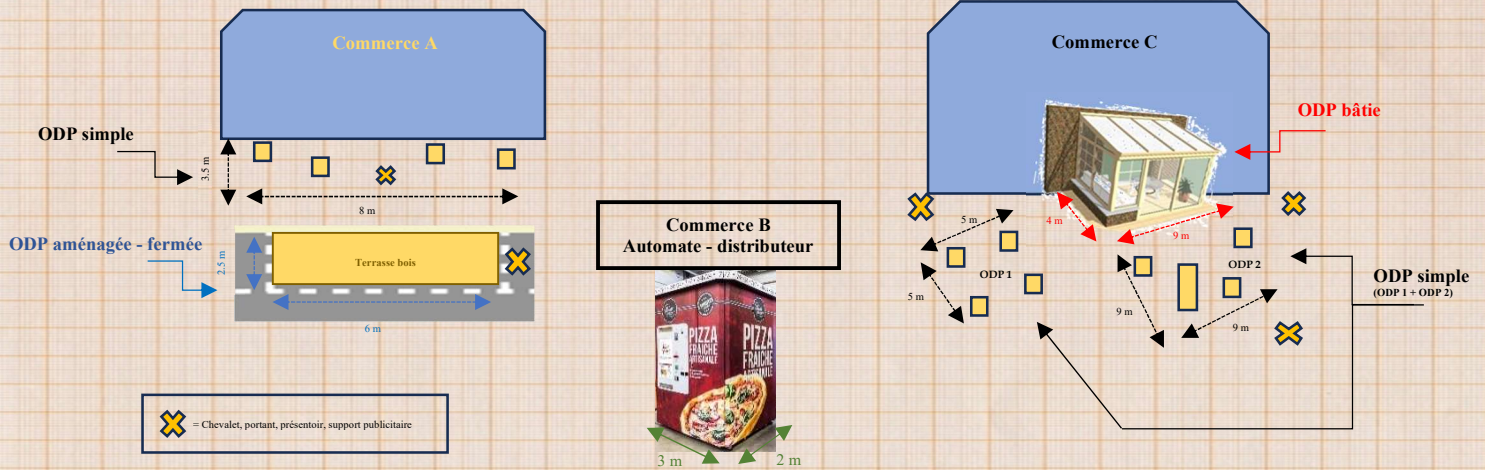 Commerce A
ODP simple
3.5 m
8 m
ODP aménagée - fermée
2.5 m
Terrasse bois
6 m
= Chevalet, portant, présentoir, support publicitaire
Commerce B
Automate - distributeur
PIZZA
FRAICHE
ARTISANALE
PIZZA
FRAICHE
3 m
2 m
Commerce C
ODP bâtie
4 m
9 m
5 m
ODP 1
5 m
ODP 2
9 m
9 m
ODP simple
(ODP 1 + ODP 2)